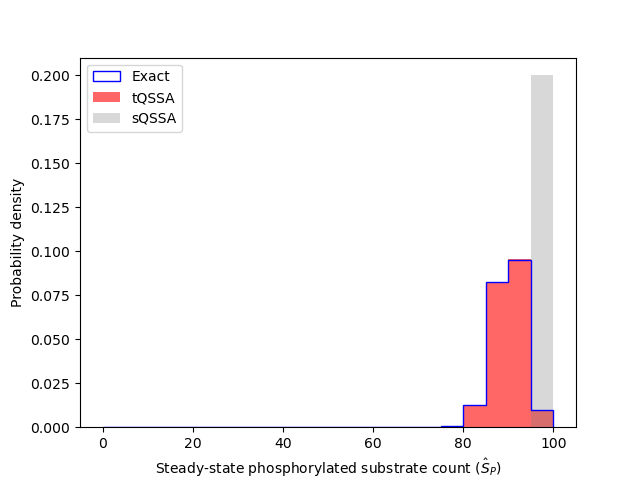 Exact
tQSSA
sQSSA
0.200
0.175
0.150
0.125
0.100
0.075
0.050
0.025
0.000
Probability density
0 20 40 60 80 100
Steady-state phosphorylated substrate count (Ŝ_P)